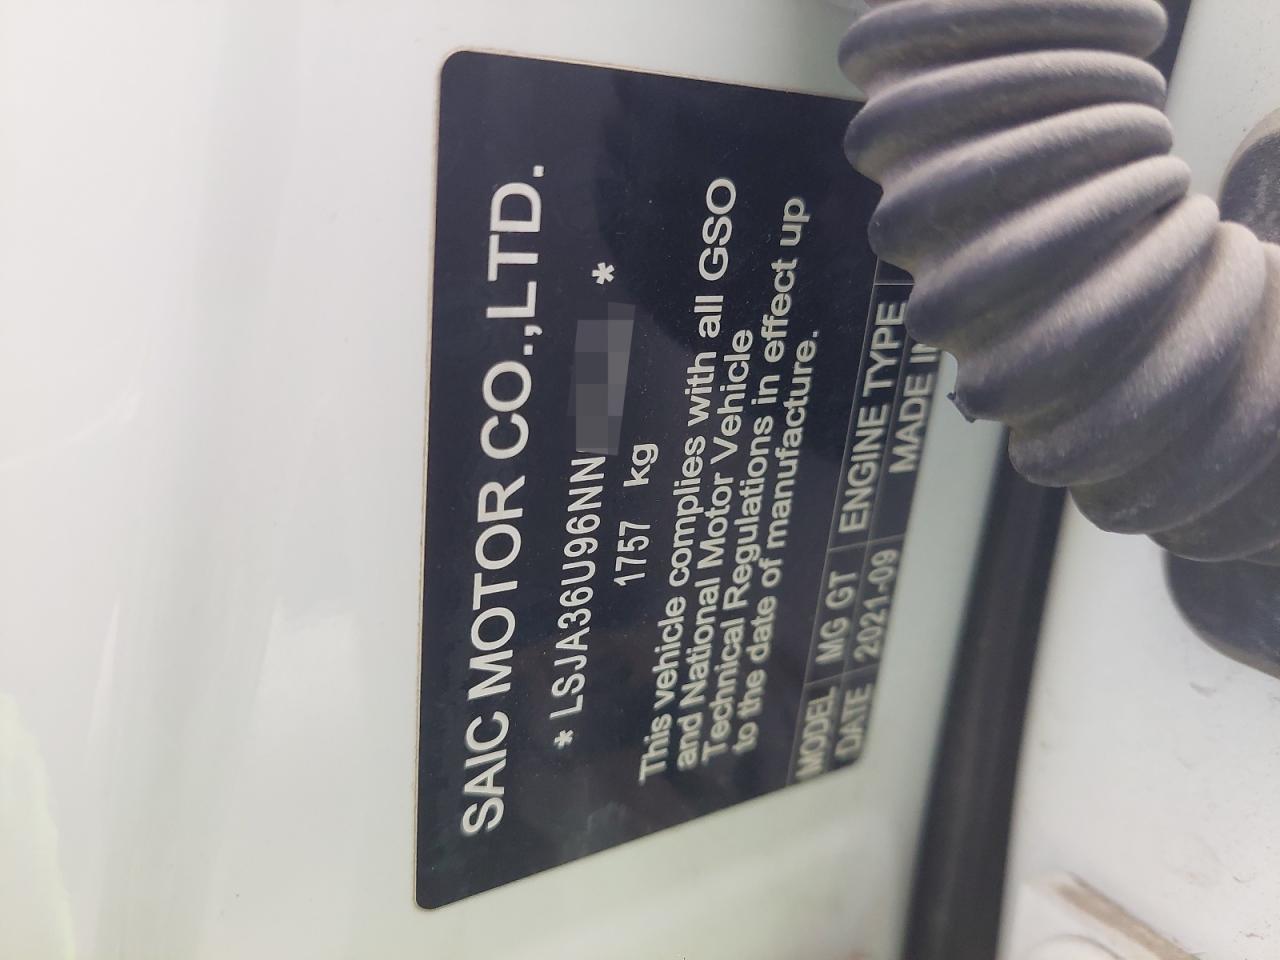 SAIC MOTOR CO.,LTD.
* LSJA36U96NN *
1757 kg
This vehicle complies with all GSO
and National Motor Vehicle
Technical Regulations in effect up
to the date of manufacture.
MODEL MG GT ENGINE TYPE
DATE 2021-09 MADE IN